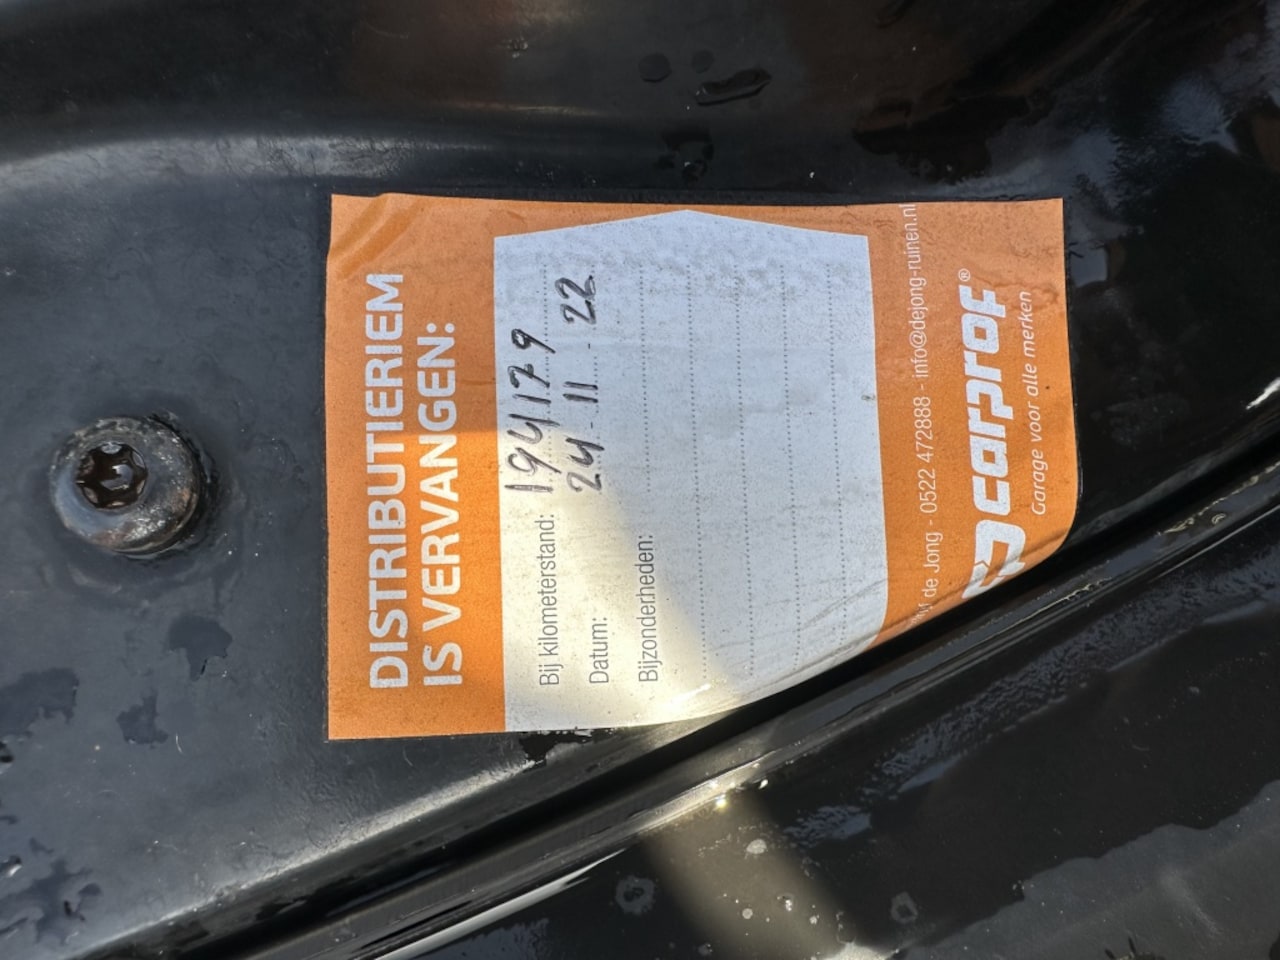 DISTRIBUTIERIEM
IS VERVANGEN:
Bij kilometerstand: 194179
Datum: 24-11-22
Bijzonderheden:
de Jong - 0522 472888 - info@dejong-ruinen.nl
carprof®
Garage voor alle merken